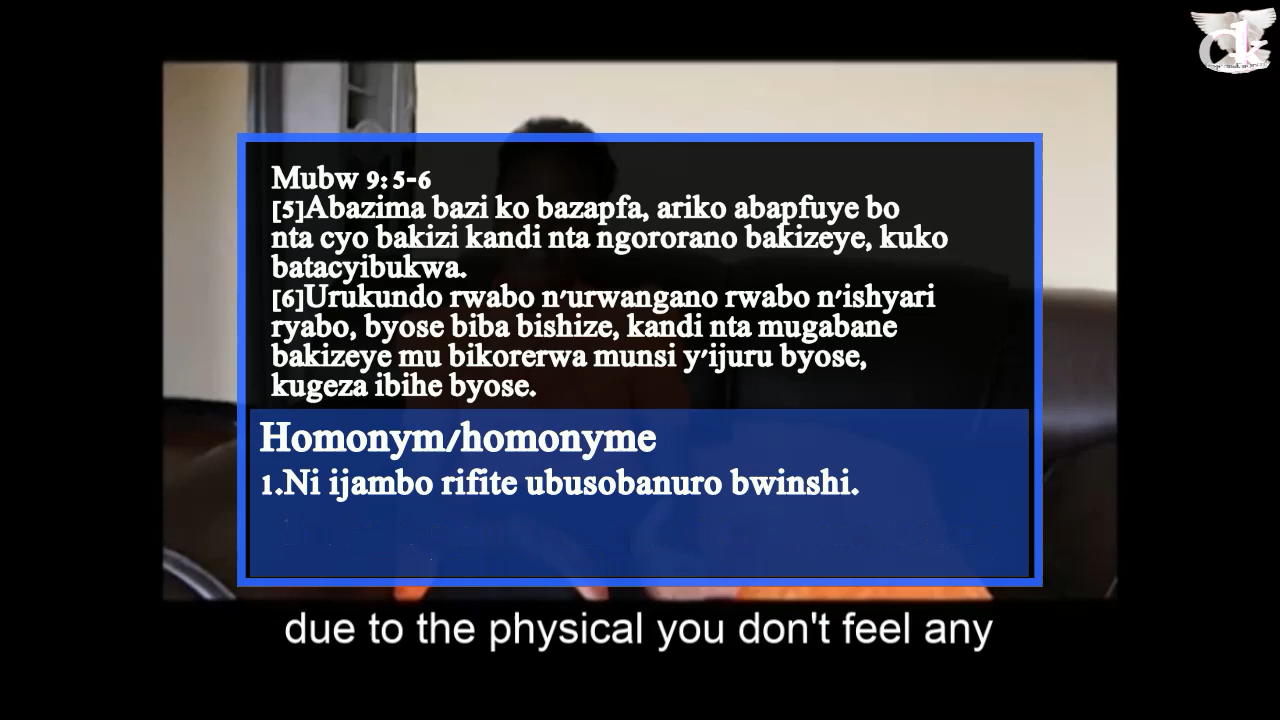 Mubw 9: 5-6
[5]Abazima bazi ko bazapfa, ariko abapfuye bo
nta cyo bakizi kandi nta ngororano bakizeye, kuko
batacyibukwa.
[6]Urukundo rwabo n'urwangano rwabo n'ishyari
ryabo, byose biba bishize, kandi nta mugabane
bakizeye mu bikorerwa munsi y'ijuru byose,
kugeza ibihe byose.
Homonym/homonyme
1.Ni ijambo rifite ubusobanuro bwinshi.
due to the physical you don't feel any